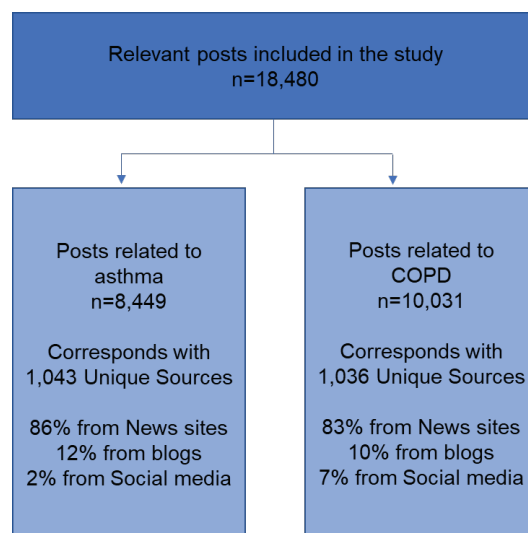 Relevant posts included in the study
n=18,480
Posts related to
asthma
n=8,449
Corresponds with
1,043 Unique Sources
86% from News sites
12% from blogs
2% from Social media
Posts related to
COPD
n=10,031
Corresponds with
1,036 Unique Sources
83% from News sites
10% from blogs
7% from Social media